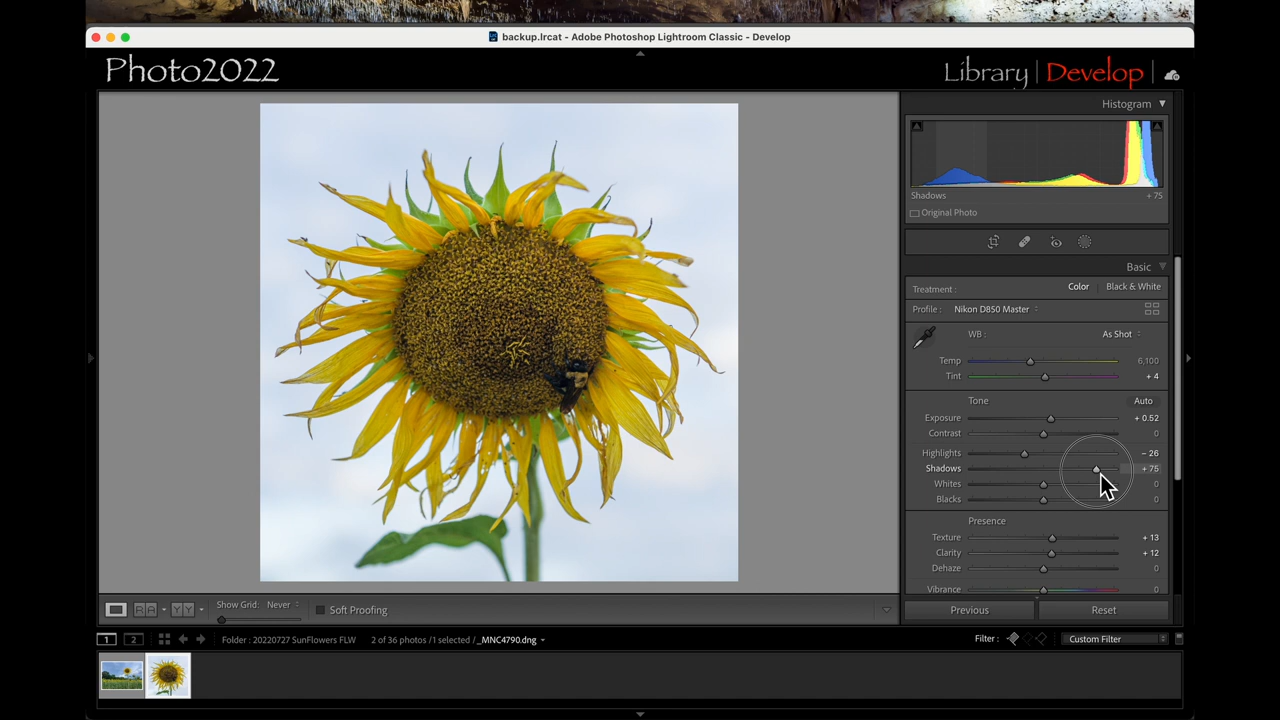 backup.lrcat - Adobe Photoshop Lightroom Classic - Develop
Photo2022
Library | Develop |
Histogram
Shadows + 75
Original Photo
Basic
Treatment : Color Black & White
Profile : Nikon D850 Master
WB : As Shot
Temp 6,100
Tint + 4
Tone Auto
Exposure + 0.52
Contrast 0
Highlights − 26
Shadows + 75
Whites 0
Blacks 0
Presence
Texture + 13
Clarity + 12
Dehaze 0
Vibrance 0
Previous Reset
R A Y Y Show Grid: Never Soft Proofing
1 2 Folder : 20220727 SunFlowers FLW 2 of 36 photos /1 selected /_MNC4790.dng Filter : Custom Filter